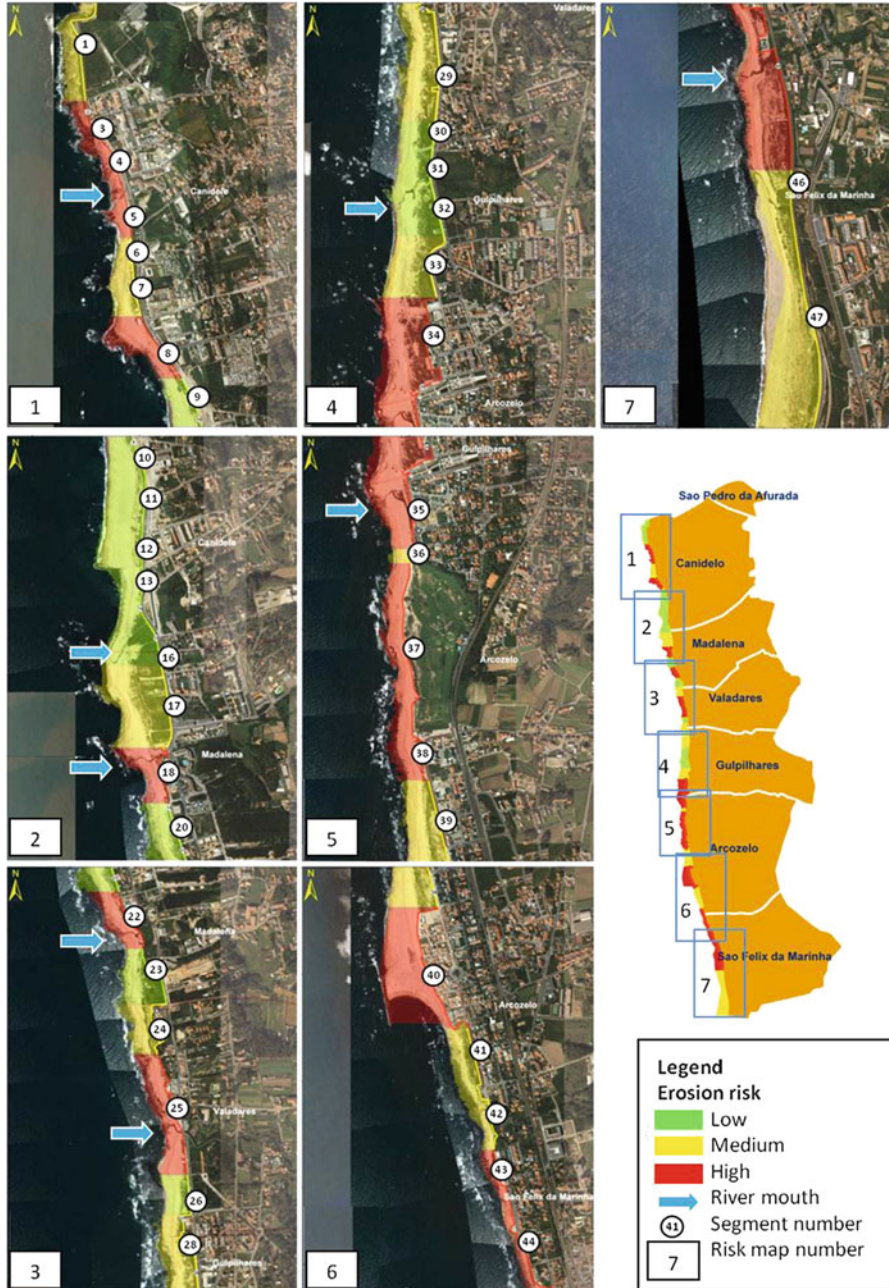 N
1
3
4
Canidelo
5
6
7
8
9
1
Valadares
N
29
30
31
32
Gulpilhares
33
34
Arcozelo
4
N
46
Sao Felix da Marinha
47
7
N
10
11
12
Canidelo
13
16
17
Madalena
18
20
2
N
Gulpilhares
35
36
37
Arcozelo
38
39
5
N
22
Madalena
23
24
25
Valadares
26
28
Gulpilhares
3
N
40
Arcozelo
41
42
43
Sao Felix da Marinha
44
6
Sao Pedro da Afurada
1
Canidelo
2
Madalena
3
Valadares
4
Gulpilhares
5
Arcozelo
6
Sao Felix da Marinha
7
Legend
Erosion risk
Low
Medium
High
River mouth
41 Segment number
7 Risk map number